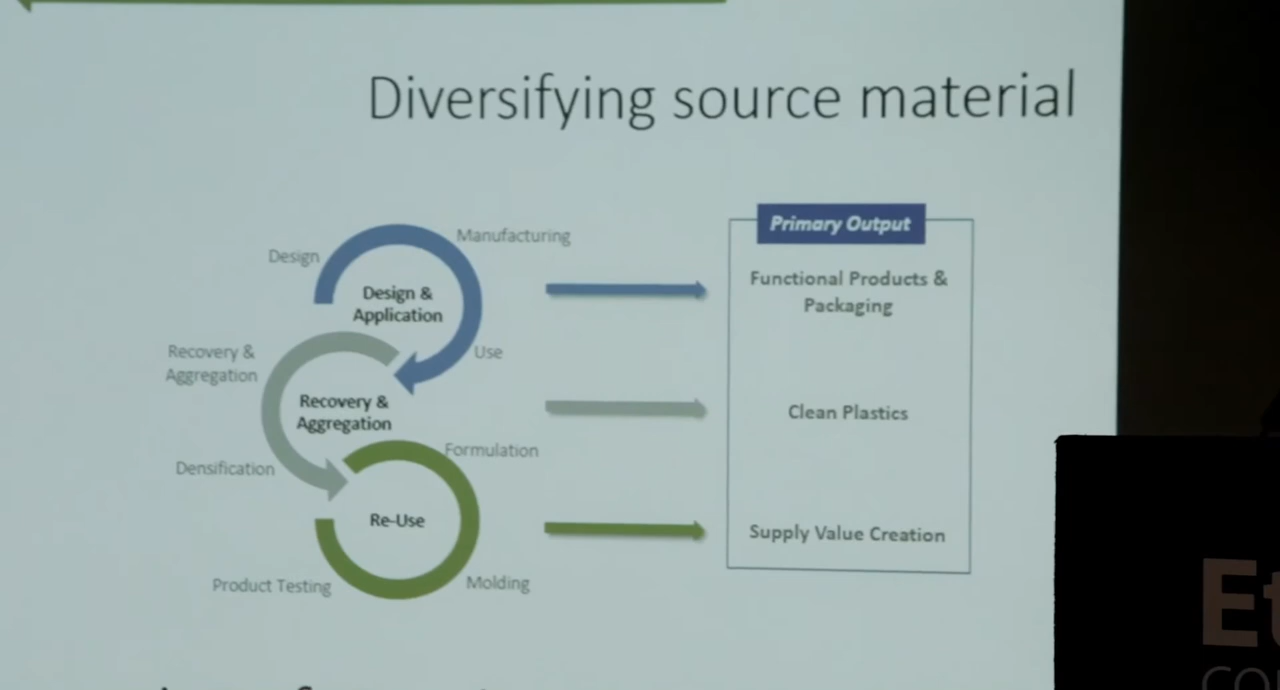 Diversifying source material
Design
Manufacturing
Design &
Application
Use
Recovery &
Aggregation
Recovery &
Aggregation
Densification
Formulation
Re-Use
Product Testing
Molding
Primary Output
Functional Products &
Packaging
Clean Plastics
Supply Value Creation